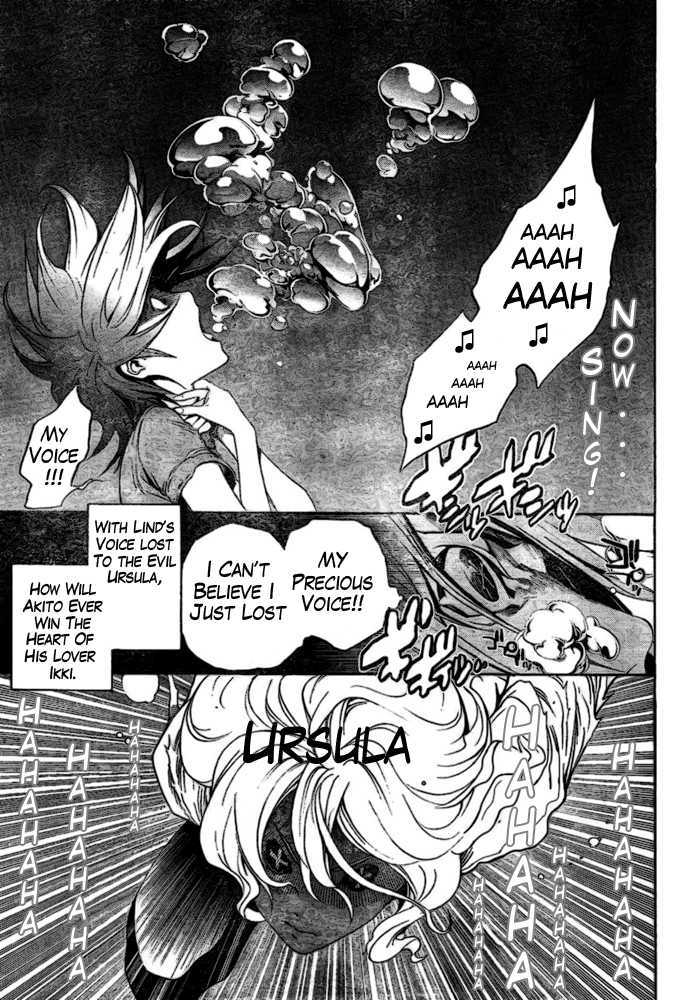 NOW....
SING!
♫
AAAH
AAAH
AAAH
♫
♫
AAAH
AAAH
AAAH
♫
MY
VOICE
!!!
MY
PRECIOUS
VOICE!!
I CAN'T
BELIEVE I
JUST LOST
WITH LIND'S
VOICE LOST
TO THE EVIL
URSULA,
HOW WILL
AKITO EVER
WIN THE
HEART OF
HIS LOVER
IKKI.
URSULA
HAHAHAHA
HAHAHA
HAHAHAHA
HAHAHAHA
HAHAHAHA
HAHAHAHA
HAHAHAHA